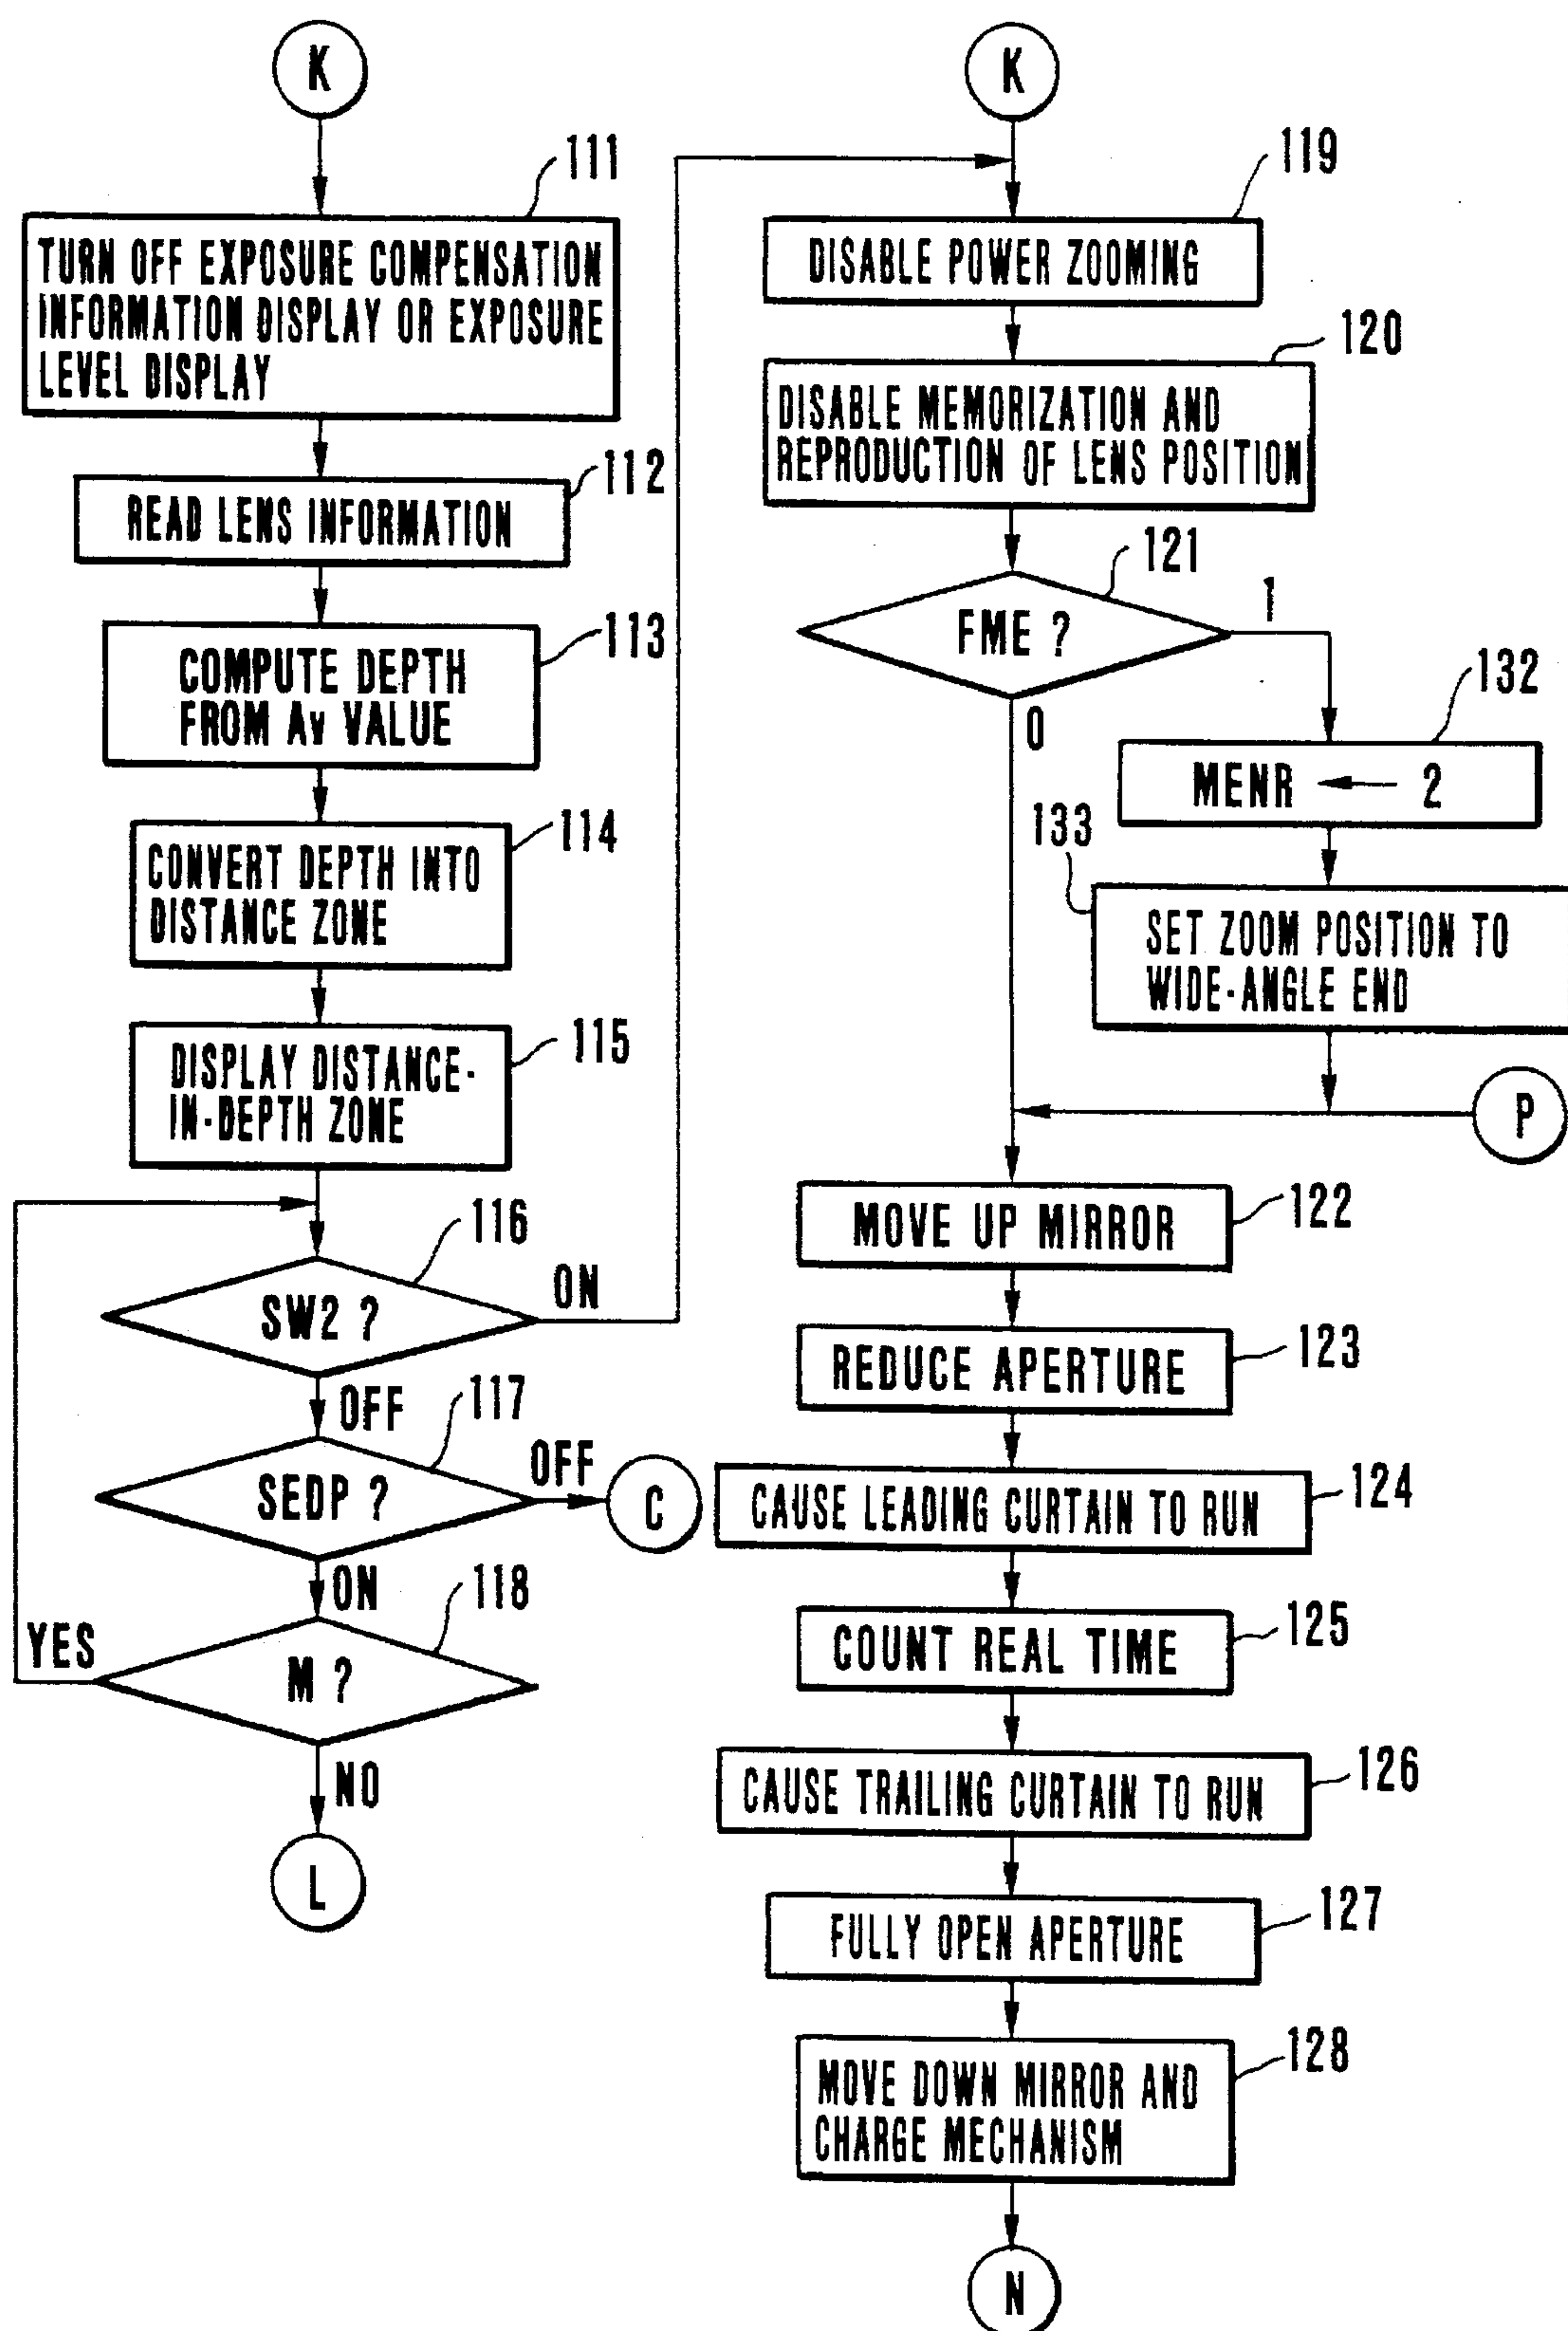 K
111
TURN OFF EXPOSURE COMPENSATION
INFORMATION DISPLAY OR EXPOSURE
LEVEL DISPLAY
112
READ LENS INFORMATION
113
COMPUTE DEPTH
FROM Av VALUE
114
CONVERT DEPTH INTO
DISTANCE ZONE
115
DISPLAY DISTANCE-
IN-DEPTH ZONE
116
SW2 ?
ON
OFF
117
SEDP ?
OFF
C
ON
118
M ?
YES
NO
L
K
119
DISABLE POWER ZOOMING
120
DISABLE MEMORIZATION AND
REPRODUCTION OF LENS POSITION
121
FME ?
1
0
132
MENR ← 2
133
SET ZOOM POSITION TO
WIDE-ANGLE END
P
122
MOVE UP MIRROR
123
REDUCE APERTURE
124
CAUSE LEADING CURTAIN TO RUN
125
COUNT REAL TIME
126
CAUSE TRAILING CURTAIN TO RUN
127
FULLY OPEN APERTURE
128
MOVE DOWN MIRROR AND
CHARGE MECHANISM
N